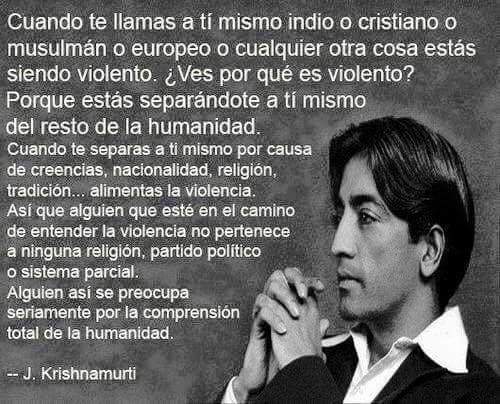 Cuando te llamas a tí mismo indio o cristiano o
musulmán o europeo o cualquier otra cosa estás
siendo violento. ¿Ves por qué es violento?
Porque estás separándote a tí mismo
del resto de la humanidad.
Cuando te separas a ti mismo por causa
de creencias, nacionalidad, religión,
tradición... alimentas la violencia.
Así que alguien que esté en el camino
de entender la violencia no pertenece
a ninguna religión, partido político
o sistema parcial.
Alguien así se preocupa
seriamente por la comprensión
total de la humanidad.
-- J. Krishnamurti